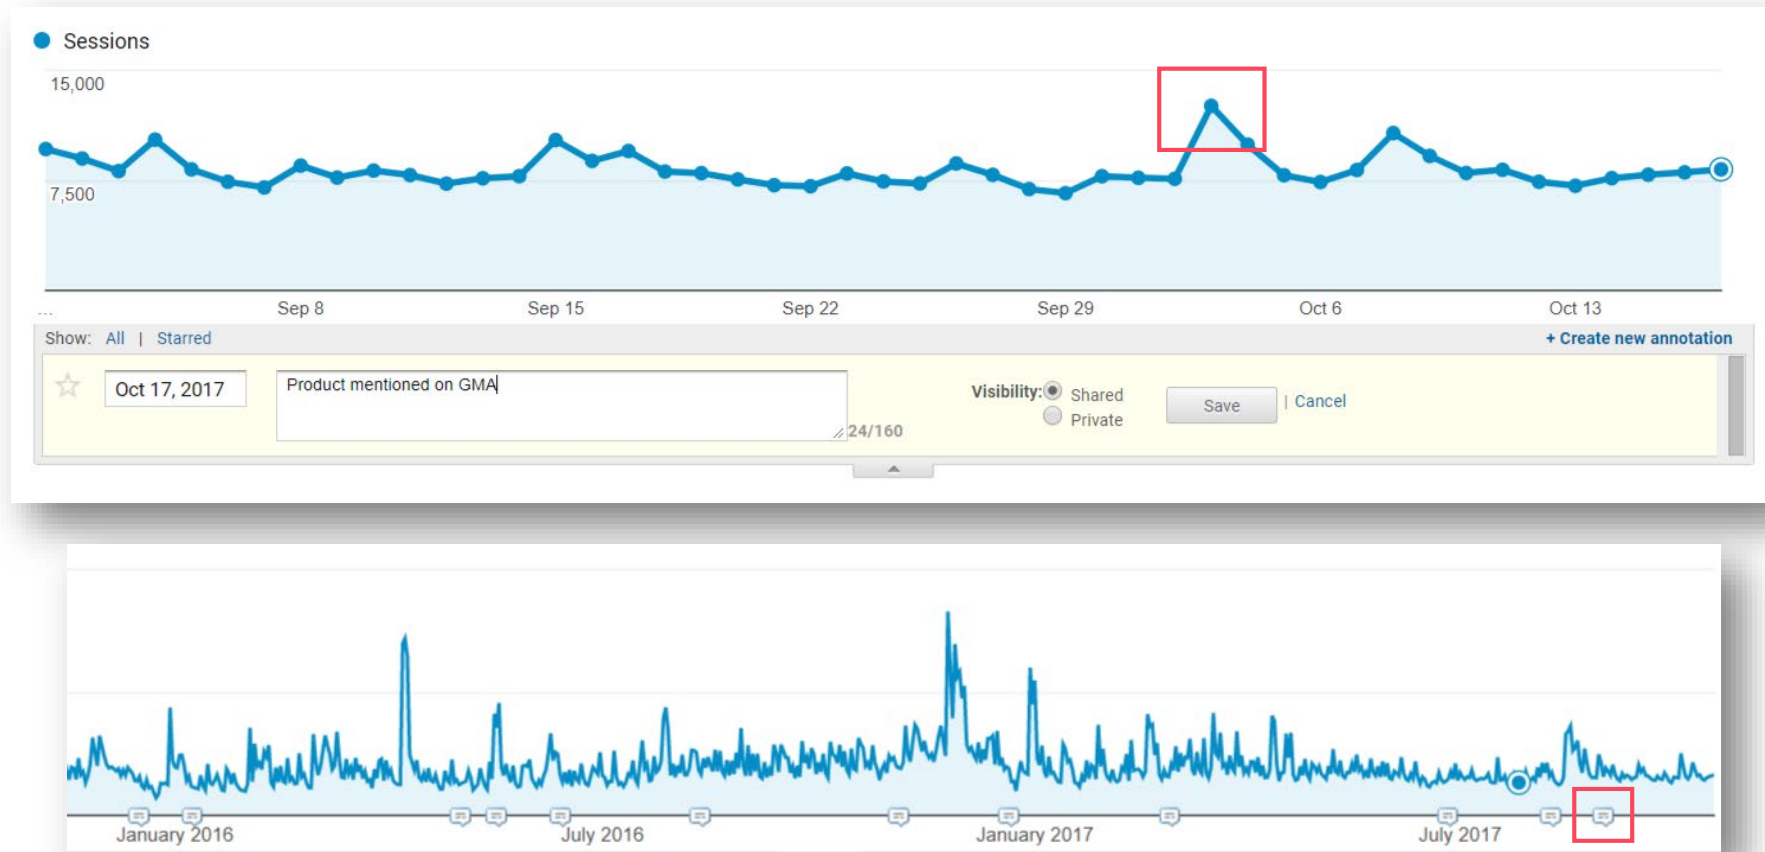 Sessions
15,000
7,500
... Sep 8 Sep 15 Sep 22 Sep 29 Oct 6 Oct 13
Show: All | Starred + Create new annotation
Oct 17, 2017 Product mentioned on GMA Visibility: Shared Save | Cancel
Private
24/160
January 2016 July 2016 January 2017 July 2017